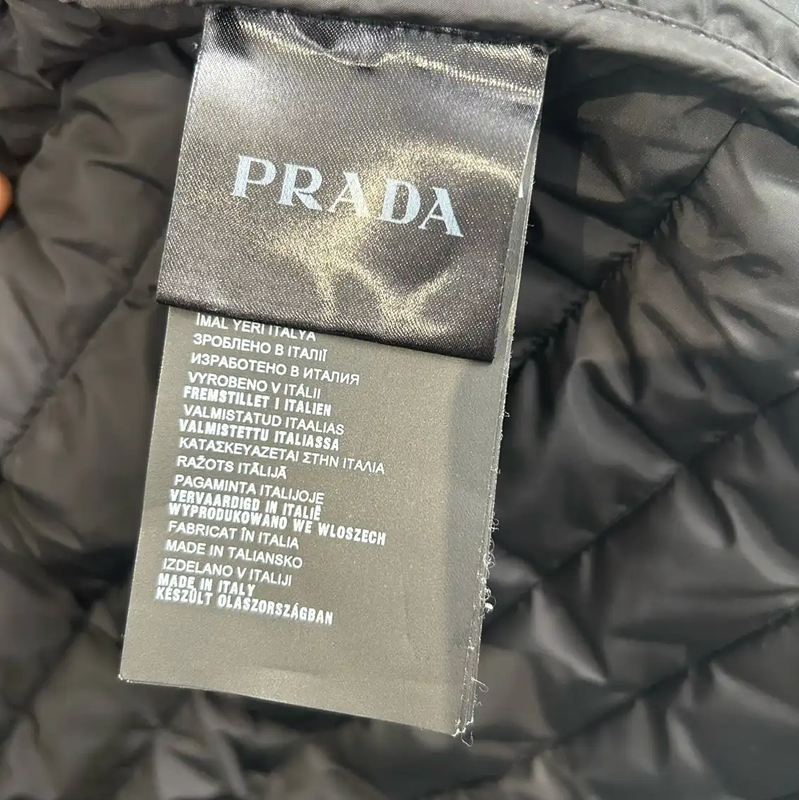 PRADA
IMAL YERI ITALYA
ЗРОБЛЕНО В ІТАЛІЇ
ИЗРАБОТЕНО В ИТАЛИЯ
VYROBENO V ITÁLII
FREMSTILLET I ITALIEN
VALMISTATUD ITAALIAS
VALMISTETTU ITALIASSA
ΚΑΤΑΣΚΕΥΑΖΕΤΑΙ ΣΤΗΝ ΙΤΑΛΙΑ
RAŽOTS ITĀLIJĀ
PAGAMINTA ITALIJOJE
VERVAARDIGD IN ITALIË
WYPRODUKOWANO WE WLOSZECH
FABRICAT ÎN ITALIA
MADE IN TALIANSKO
IZDELANO V ITALIJI
MADE IN ITALY
KÉSZÜLT OLASZORSZÁGBAN